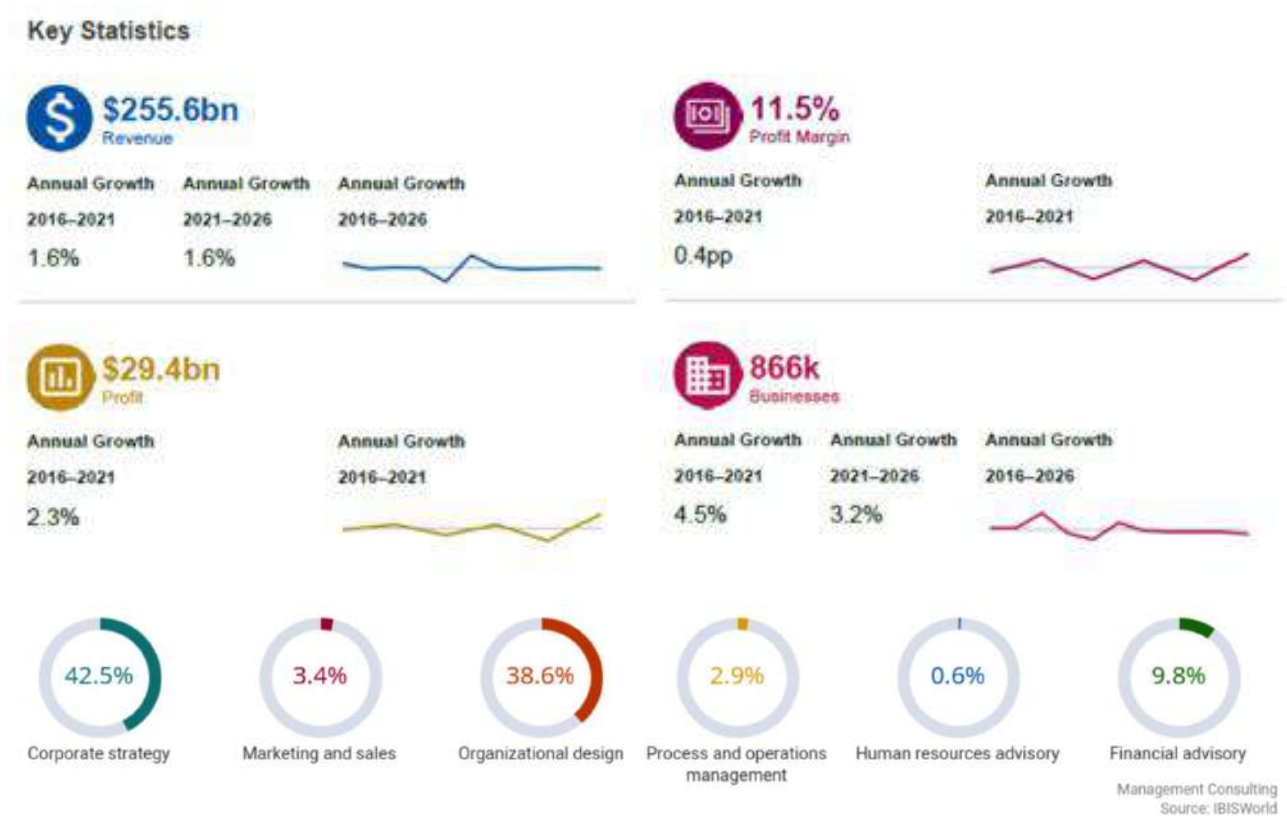 Key Statistics
$255.6bn
Revenue
Annual Growth Annual Growth Annual Growth
2016–2021 2021–2026 2016–2026
1.6% 1.6%
11.5%
Profit Margin
Annual Growth Annual Growth
2016–2021 2016–2021
0.4pp
$29.4bn
Profit
Annual Growth Annual Growth
2016–2021 2016–2021
2.3%
866k
Businesses
Annual Growth Annual Growth Annual Growth
2016–2021 2021–2026 2016–2026
4.5% 3.2%
42.5% 3.4% 38.6% 2.9% 0.6% 9.8%
Corporate strategy Marketing and sales Organizational design Process and operations Human resources advisory Financial advisory
management
Management Consulting
Source: IBISWorld